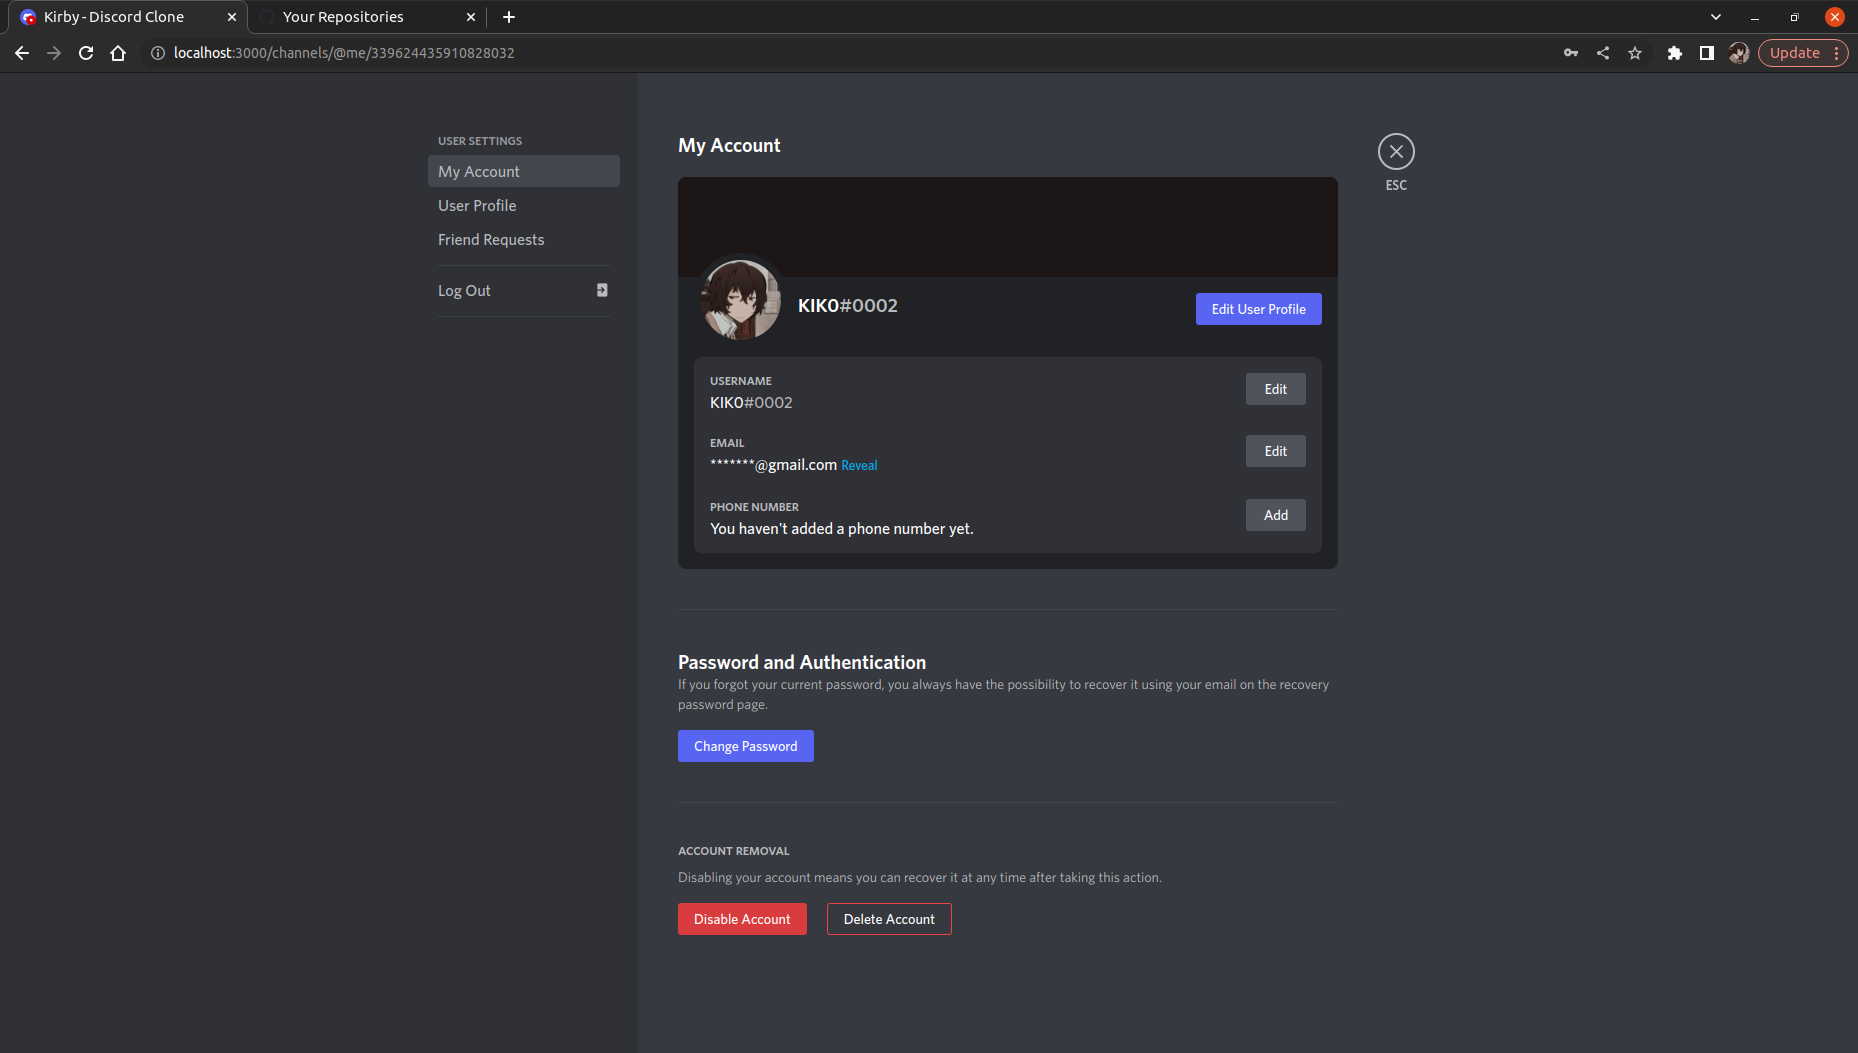 Kirby - Discord Clone
Your Repositories
localhost:3000/channels/@me/339624435910828032
Update
USER SETTINGS
My Account
User Profile
Friend Requests
Log Out
My Account
ESC
KIK0#0002
Edit User Profile
USERNAME
KIK0#0002
Edit
EMAIL
*******@gmail.com Reveal
Edit
PHONE NUMBER
You haven't added a phone number yet.
Add
Password and Authentication
If you forgot your current password, you always have the possibility to recover it using your email on the recovery
password page.
Change Password
ACCOUNT REMOVAL
Disabling your account means you can recover it at any time after taking this action.
Disable Account
Delete Account